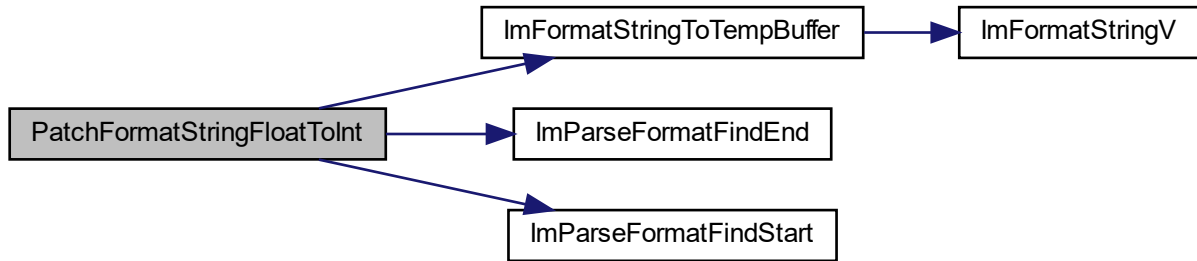 ImFormatStringToTempBuffer
ImFormatStringV
PatchFormatStringFloatToInt
ImParseFormatFindEnd
ImParseFormatFindStart